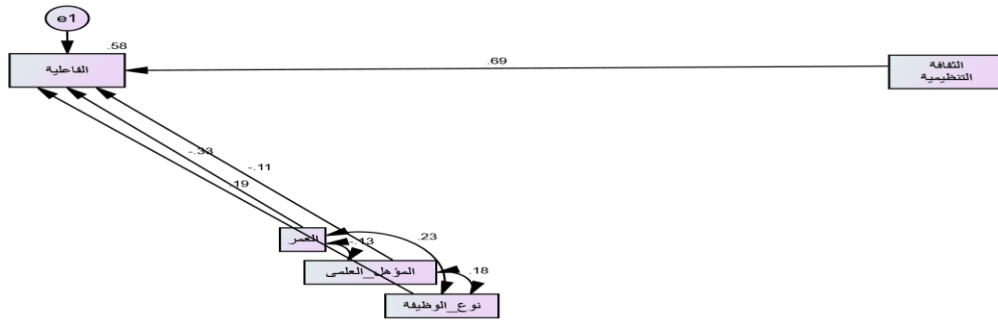 e1
.58
الفاعلية
.69
الثقافة
التنظيمية
-.33
-.11
.19
العمر
-.13
.23
المؤهل_العلمى
.18
نوع_الوظيفة